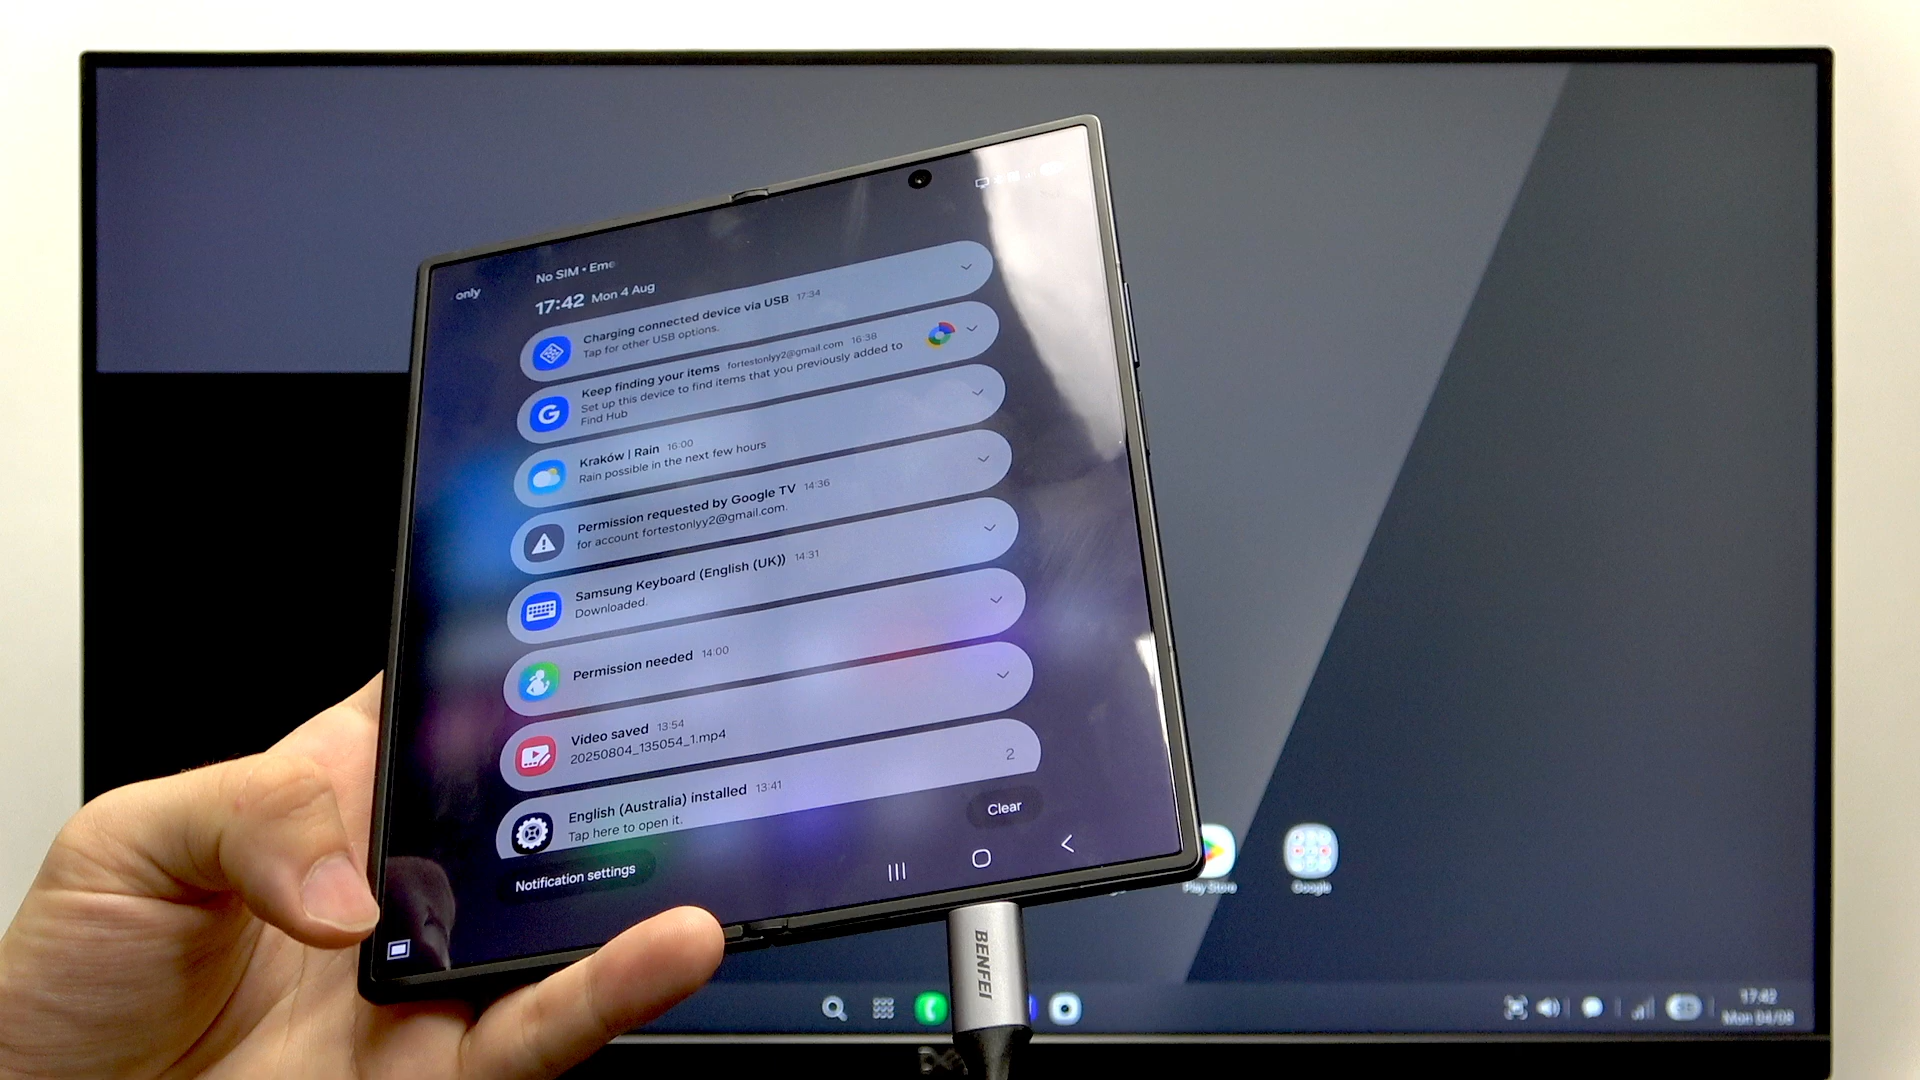 No SIM • Eme
only
17:42 Mon 4 Aug
Charging connected device via USB 17:34
Tap for other USB options.
Keep finding your items fortestonlyy2@gmail.com 16:38
Set up this device to find items that you previously added to
Find Hub
Kraków | Rain 16:00
Rain possible in the next few hours
Permission requested by Google TV 14:36
for account fortestonlyy2@gmail.com.
Samsung Keyboard (English (UK)) 14:31
Downloaded.
Permission needed 14:00
Video saved 13:54
20250804_135054_1.mp4
English (Australia) installed 13:41
2
Tap here to open it.
Clear
Notification settings
BENFEI
Play Store
Google
17:42
Mon 04/08